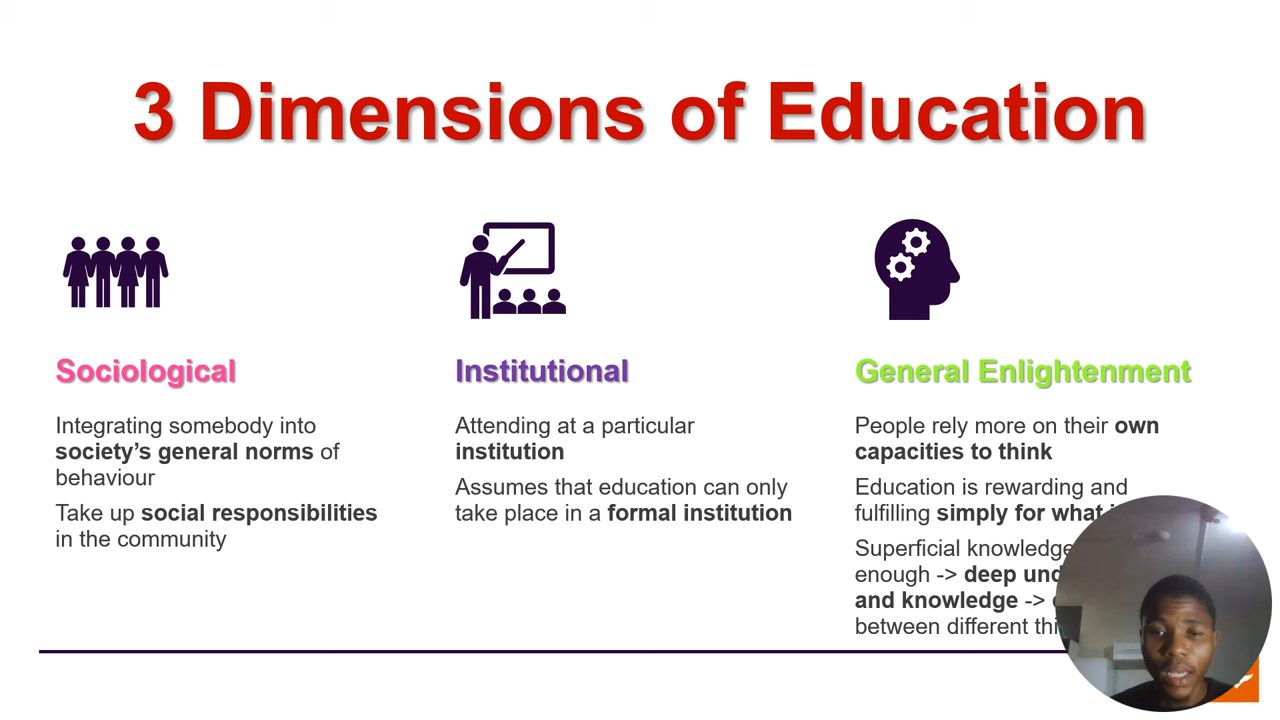 3 Dimensions of Education
Sociological
Integrating somebody into
society's general norms of
behaviour
Take up social responsibilities
in the community
Institutional
Attending at a particular
institution
Assumes that education can only
take place in a formal institution
General Enlightenment
People rely more on their own
capacities to think
Education is rewarding and
fulfilling simply for what
Superficial knowledge
enough -> deep
and knowledge ->
between different